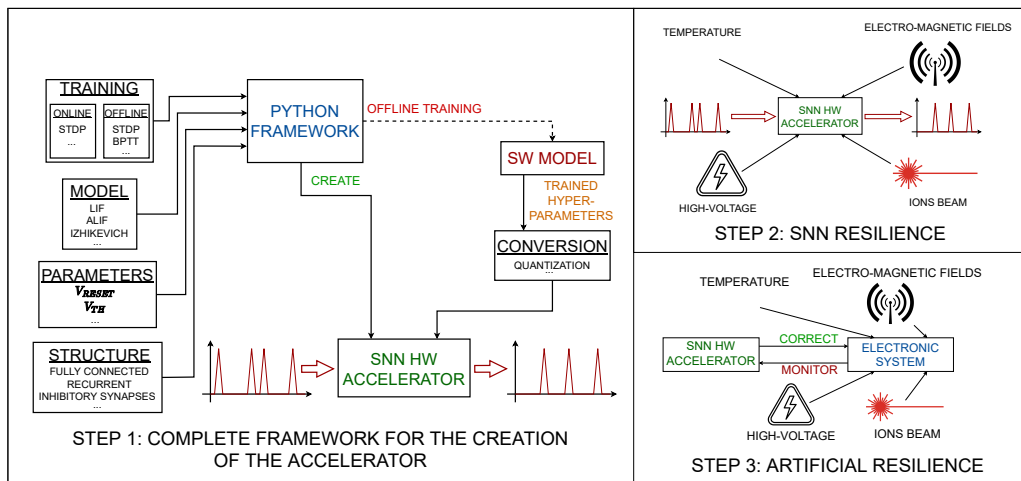 TRAINING
ONLINE
STDP
...
OFFLINE
STDP
BPTT
...
MODEL
LIF
ALIF
IZHIKEVICH
...
PARAMETERS
V_RESET
V_TH
...
STRUCTURE
FULLY CONNECTED
RECURRENT
INHIBITORY SYNAPSES
...
PYTHON
FRAMEWORK
OFFLINE TRAINING
CREATE
SW MODEL
TRAINED
HYPER-
PARAMETERS
CONVERSION
QUANTIZATION
...
SNN HW
ACCELERATOR
STEP 1: COMPLETE FRAMEWORK FOR THE CREATION
OF THE ACCELERATOR
TEMPERATURE
ELECTRO-MAGNETIC FIELDS
SNN HW
ACCELERATOR
HIGH-VOLTAGE
IONS BEAM
STEP 2: SNN RESILIENCE
TEMPERATURE
ELECTRO-MAGNETIC FIELDS
SNN HW
ACCELERATOR
CORRECT
MONITOR
ELECTRONIC
SYSTEM
HIGH-VOLTAGE
IONS BEAM
STEP 3: ARTIFICIAL RESILIENCE